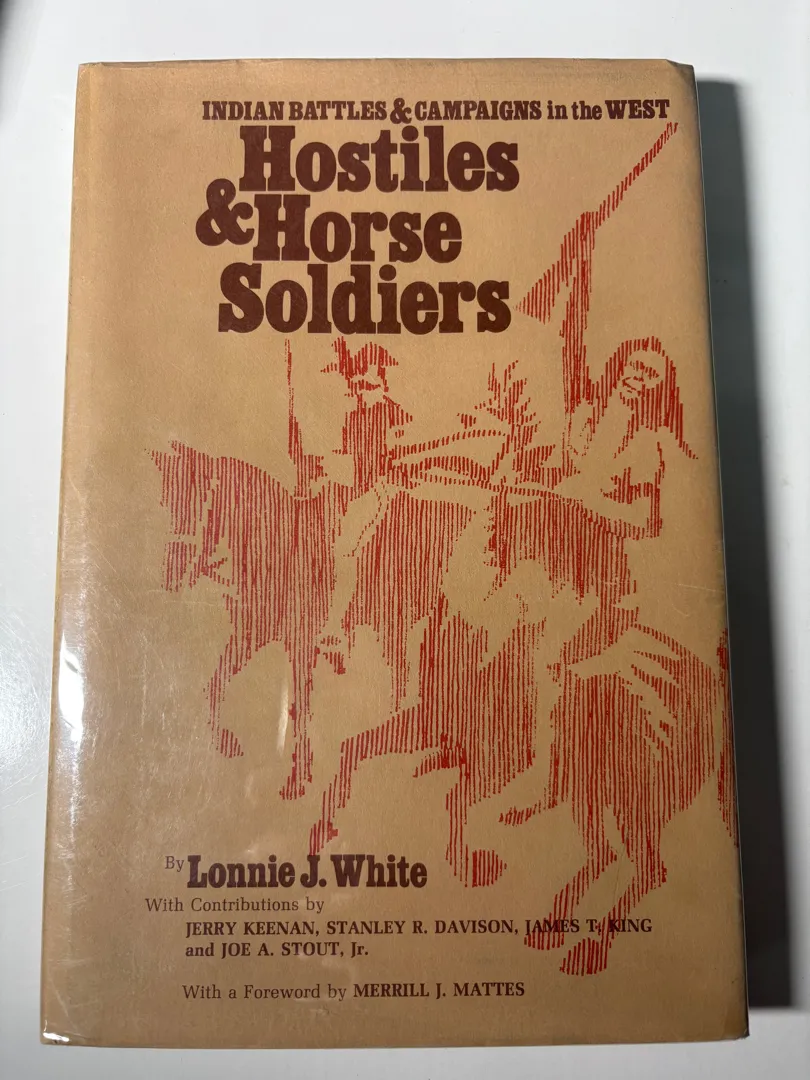 INDIAN BATTLES & CAMPAIGNS in the WEST
Hostiles
& Horse
Soldiers
By Lonnie J. White
With Contributions by
JERRY KEENAN, STANLEY R. DAVISON, JAMES T. KING
and JOE A. STOUT, Jr.
With a Foreword by MERRILL J. MATTES